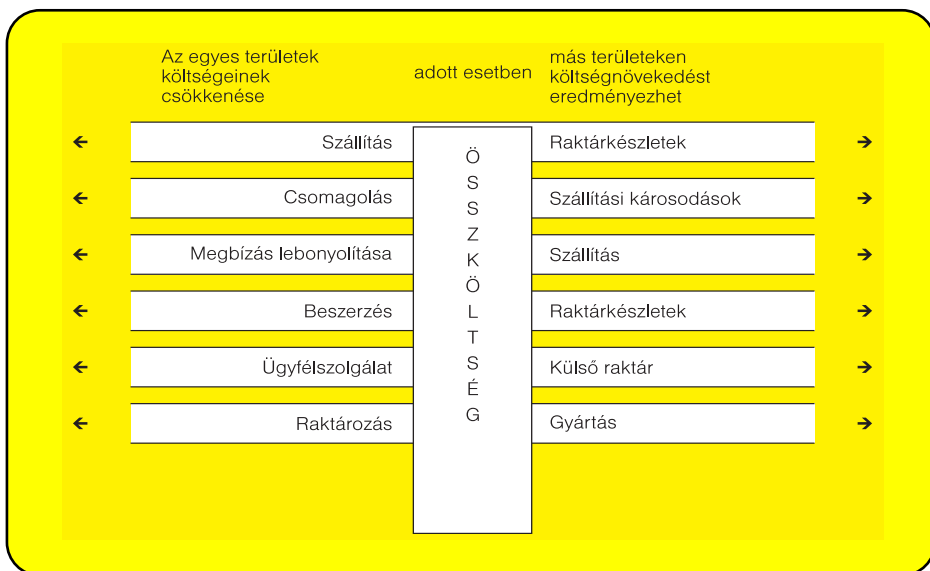 Az egyes területek
költségeinek
csökkenése
adott esetben
más területeken
költségnövekedést
eredményezhet
Szállítás
Raktárkészletek
Csomagolás
Szállítási károsodások
Megbízás lebonyolítása
Szállítás
Beszerzés
Raktárkészletek
Ügyfélszolgálat
Külső raktár
Raktározás
Gyártás
Ö
S
S
Z
K
Ö
L
T
S
É
G